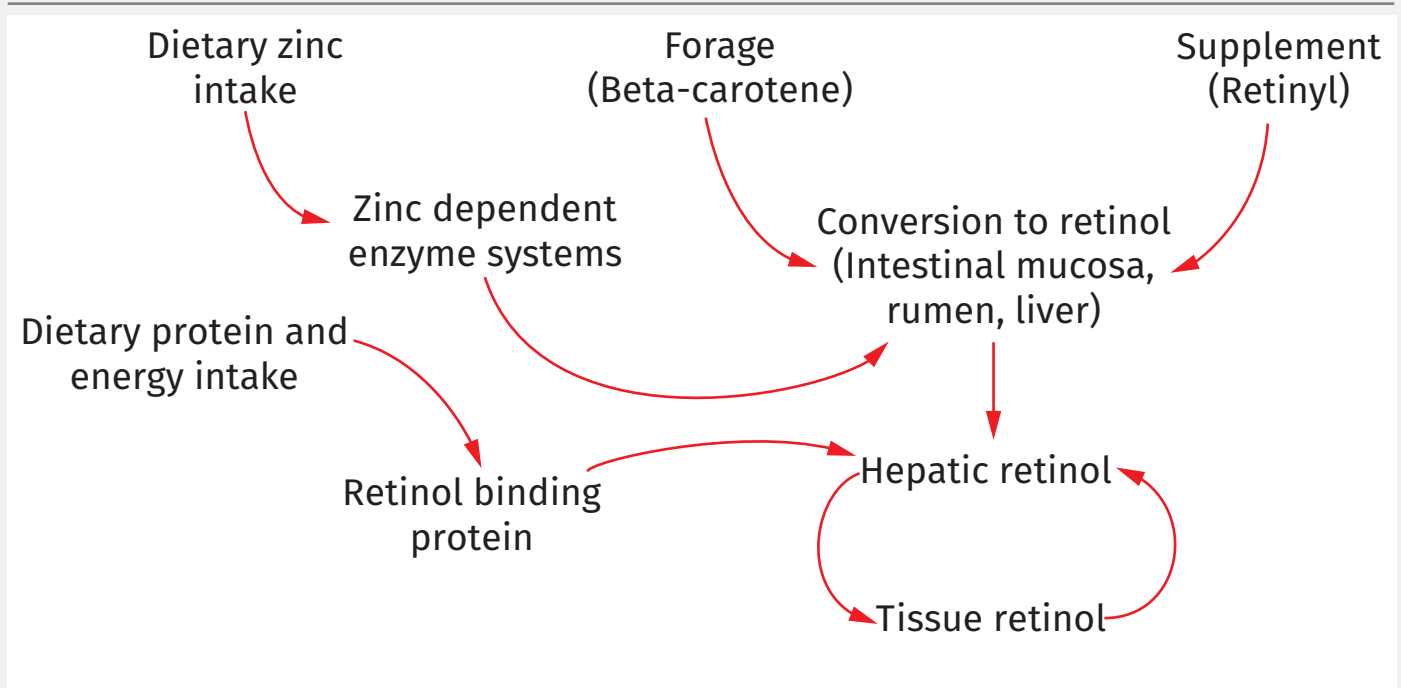 Dietary zinc
intake
Forage
(Beta-carotene)
Supplement
(Retinyl)
Zinc dependent
enzyme systems
Conversion to retinol
(Intestinal mucosa,
rumen, liver)
Dietary protein and
energy intake
Retinol binding
protein
Hepatic retinol
Tissue retinol